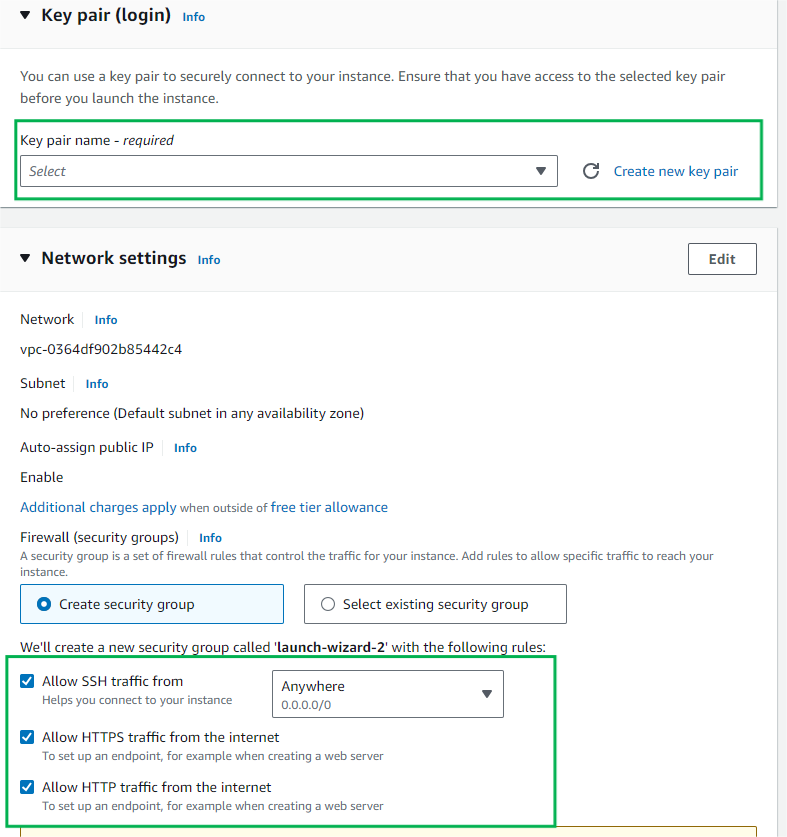 Key pair (login) Info
You can use a key pair to securely connect to your instance. Ensure that you have access to the selected key pair
before you launch the instance.
Key pair name - required
Select
Create new key pair
Network settings Info
Edit
Network Info
vpc-0364df902b85442c4
Subnet Info
No preference (Default subnet in any availability zone)
Auto-assign public IP Info
Enable
Additional charges apply when outside of free tier allowance
Firewall (security groups) Info
A security group is a set of firewall rules that control the traffic for your instance. Add rules to allow specific traffic to reach your
instance.
Create security group
Select existing security group
We'll create a new security group called 'launch-wizard-2' with the following rules:
Allow SSH traffic from
Helps you connect to your instance
Anywhere
0.0.0.0/0
Allow HTTPS traffic from the internet
To set up an endpoint, for example when creating a web server
Allow HTTP traffic from the internet
To set up an endpoint, for example when creating a web server